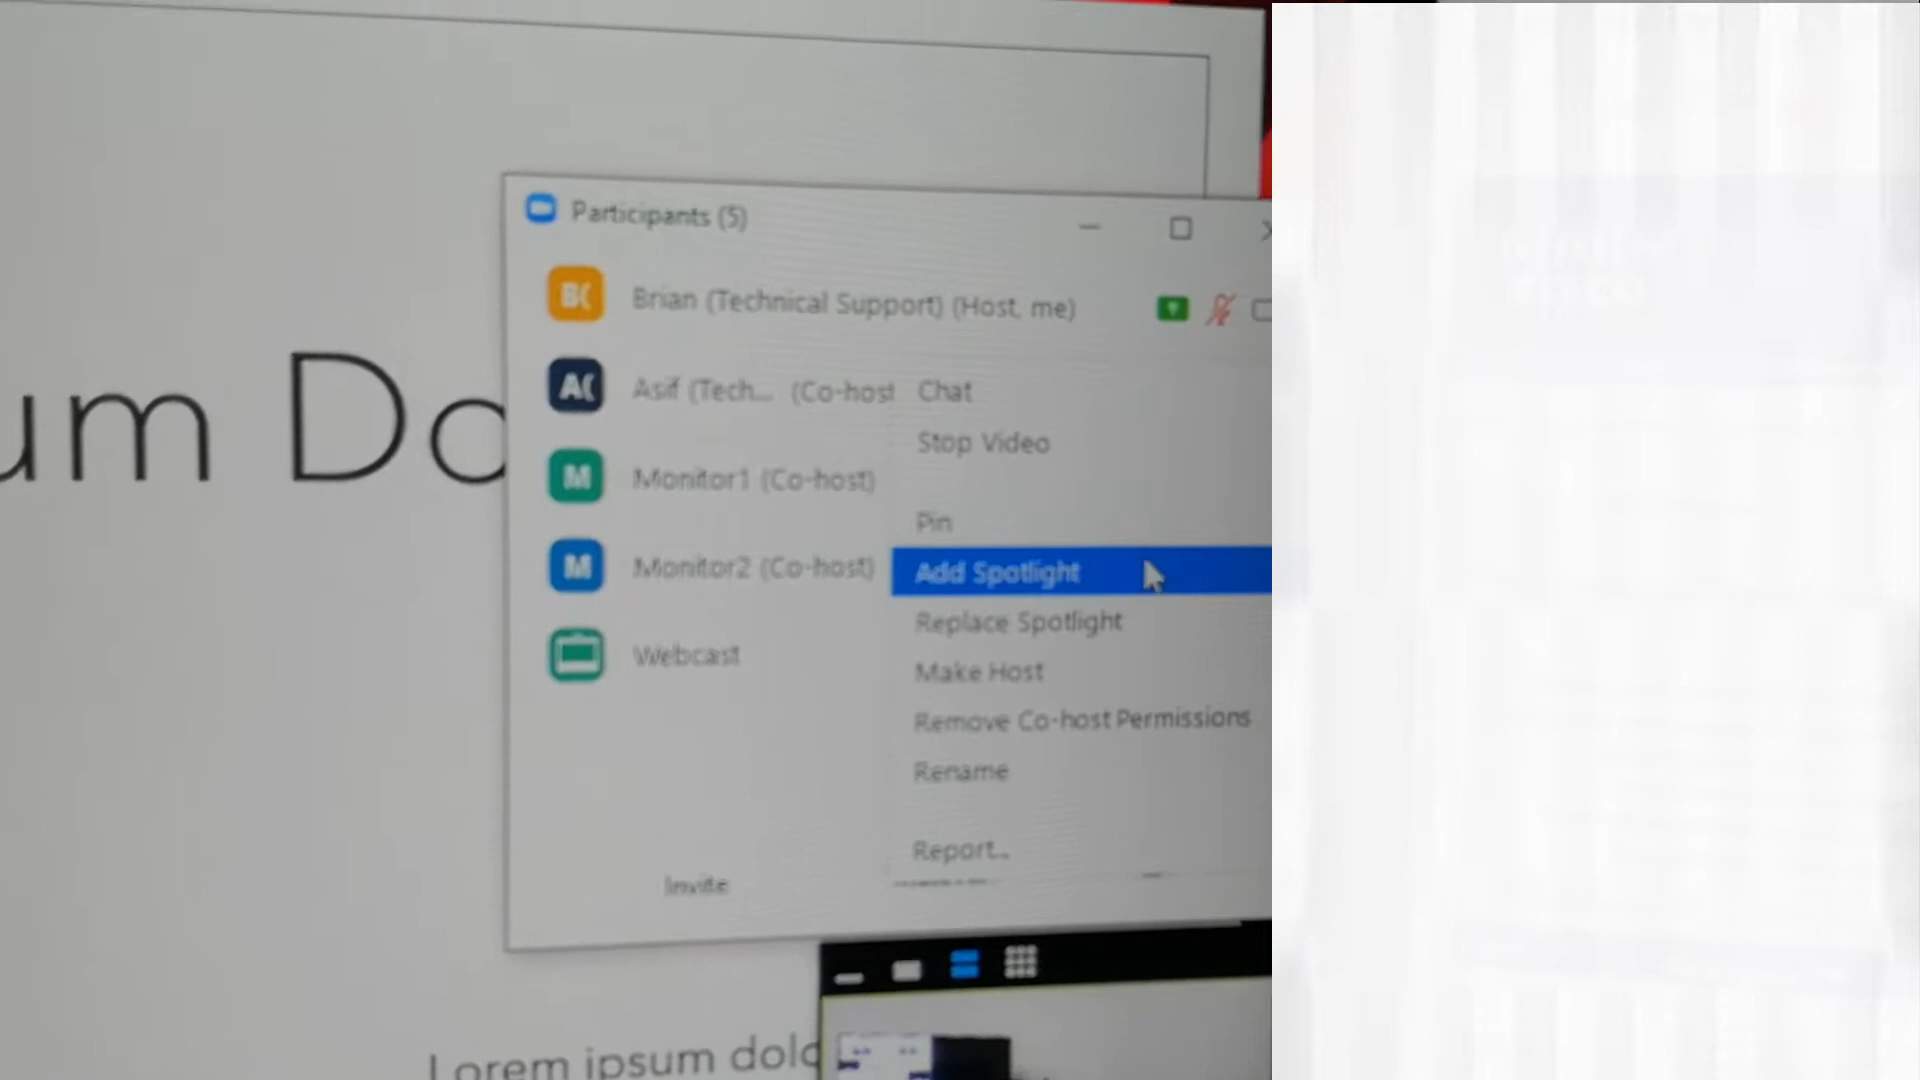 um Do
Participants (5)
B(
Brian (Technical Support) (Host, me)
A(
Asif (Tech... (Co-host
M
Monitor1 (Co-host)
M
Monitor2 (Co-host)
Webcast
Chat
Stop Video
Pin
Add Spotlight
Replace Spotlight
Make Host
Remove Co-host Permissions
Rename
Report...
Invite
Lorem ipsum dolo